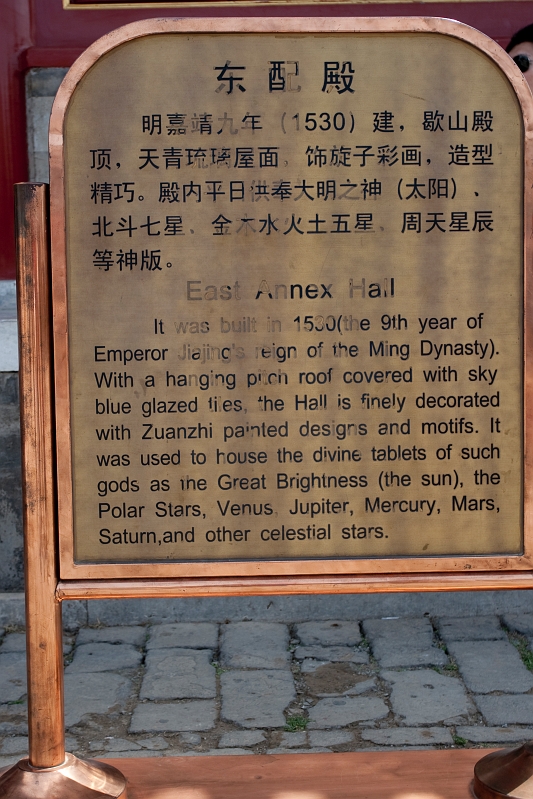 东配殿
明嘉靖九年（1530）建，歇山殿
顶，天青琉璃屋面，饰旋子彩画，造型
精巧。殿内平日供奉大明之神（太阳）、
北斗七星、金木水火土五星、周天星辰
等神版。
East Annex Hall
It was built in 1530(the 9th year of
Emperor Jiajing's reign of the Ming Dynasty).
With a hanging pitch roof covered with sky
blue glazed tiles, the Hall is finely decorated
with Zuanzhi painted designs and motifs. It
was used to house the divine tablets of such
gods as the Great Brightness (the sun), the
Polar Stars, Venus, Jupiter, Mercury, Mars,
Saturn,and other celestial stars.